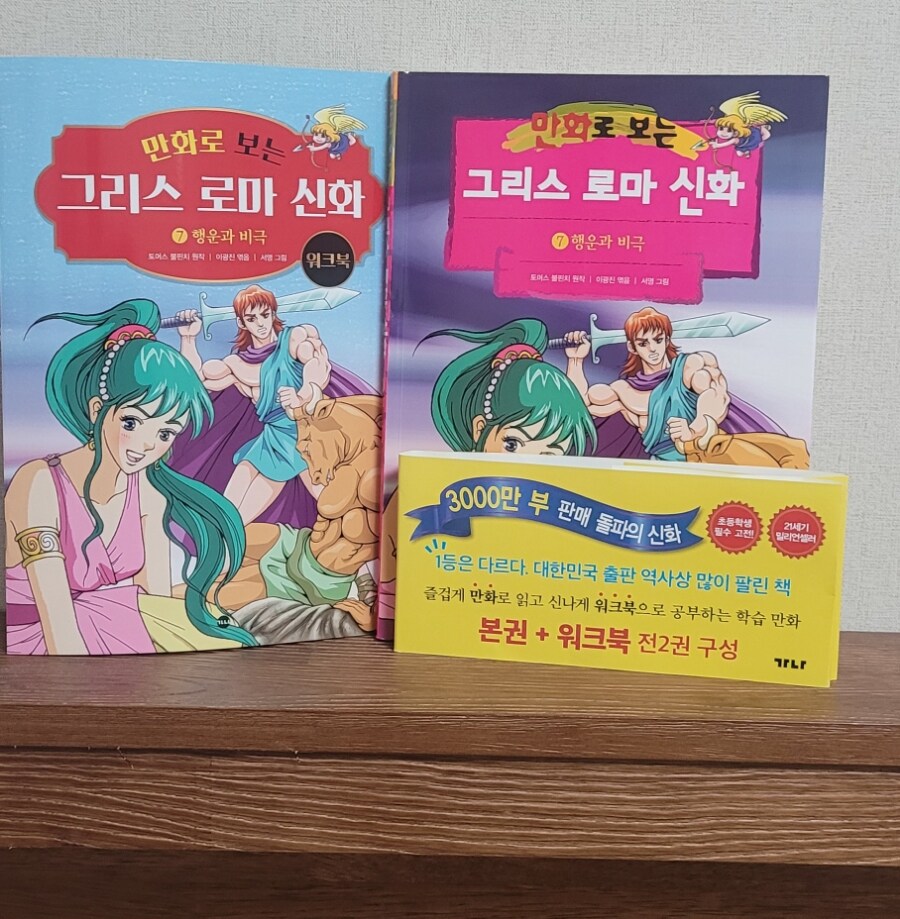 만화로 보는
그리스 로마 신화
7 행운과 비극
토머스 불핀치 원작 | 이광진 엮음 | 서영 그림
워크북
가나
만화로 보는
그리스 로마 신화
7 행운과 비극
토머스 불핀치 원작 | 이광진 엮음 | 서영 그림
3000만 부 판매 돌파의 신화
초등학생
필수 고전!
21세기
밀리언셀러
1등은 다르다. 대한민국 출판 역사상 많이 팔린 책
즐겁게 만화로 읽고 신나게 워크북으로 공부하는 학습 만화
본권 + 워크북 전2권 구성
가나